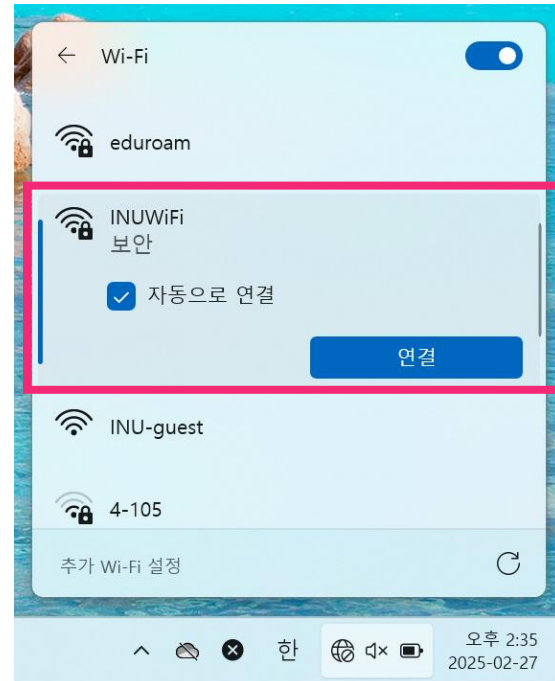 Wi-Fi
eduroam
INUWiFi
보안
자동으로 연결
연결
INU-guest
4-105
추가 Wi-Fi 설정
한
오후 2:35
2025-02-27